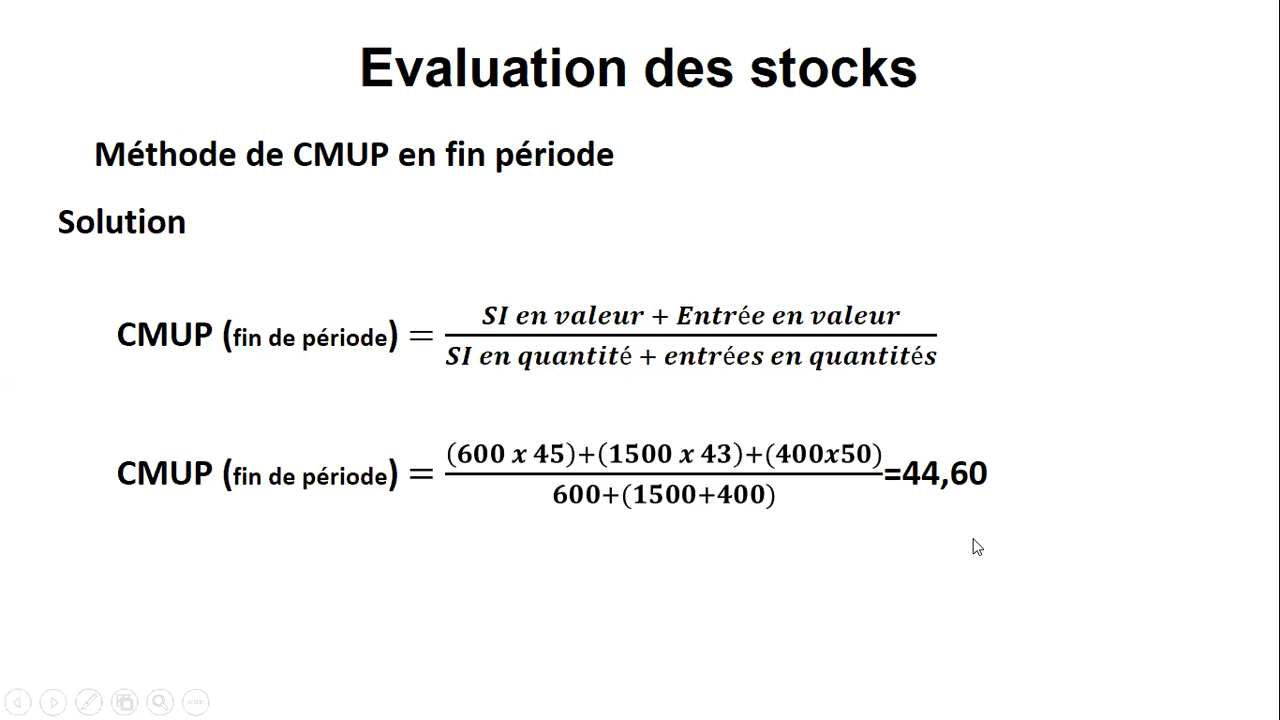 Evaluation des stocks
Méthode de CMUP en fin période
Solution
CMUP (fin de période) = SI en valeur + Entrée en valeur / SI en quantité + entrées en quantités
CMUP (fin de période) = (600 x 45)+(1500 x 43)+(400x50) / 600+(1500+400) =44,60